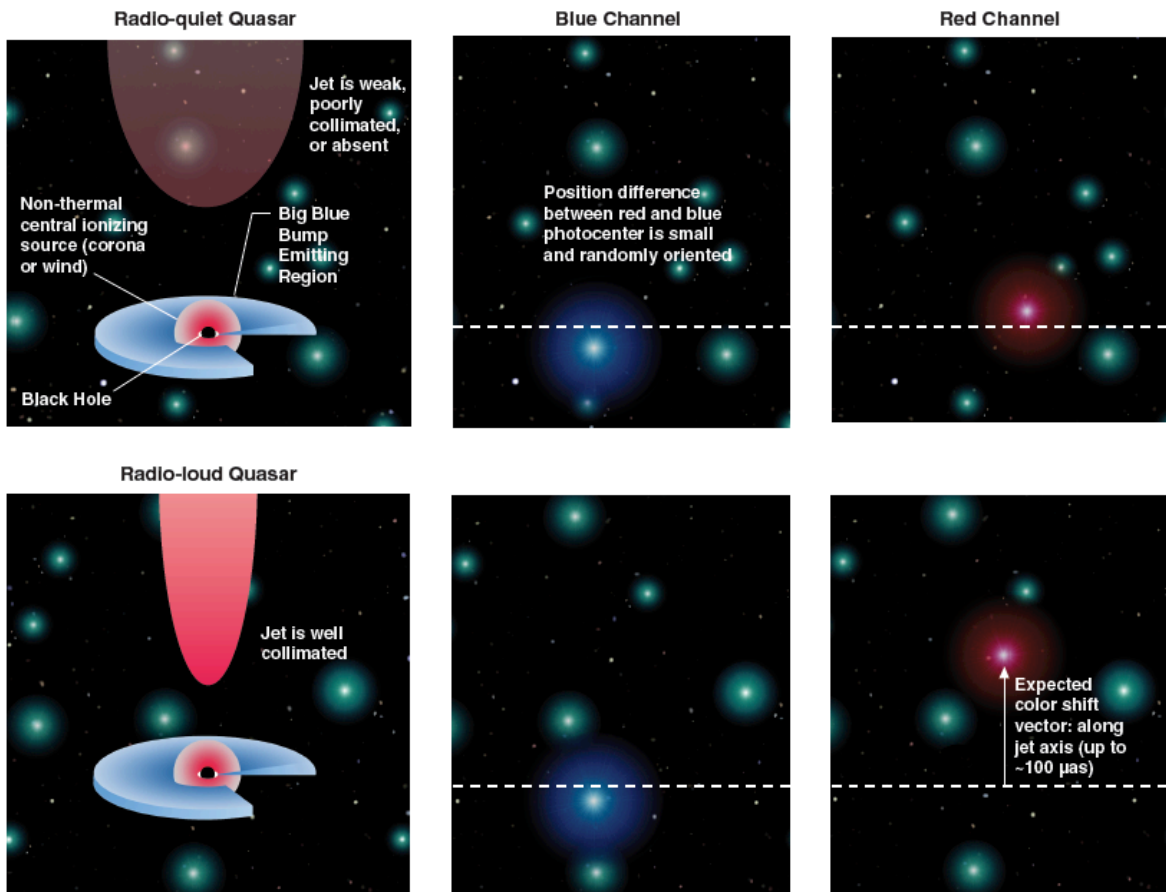 Radio-quiet Quasar
Blue Channel
Red Channel
Jet is weak,
poorly
collimated,
or absent
Non-thermal
central ionizing
source (corona
or wind)
Big Blue
Bump
Emitting
Region
Black Hole
Position difference
between red and blue
photocenter is small
and randomly oriented
Radio-loud Quasar
Jet is well
collimated
Expected
color shift
vector: along
jet axis (up to
~100 µas)